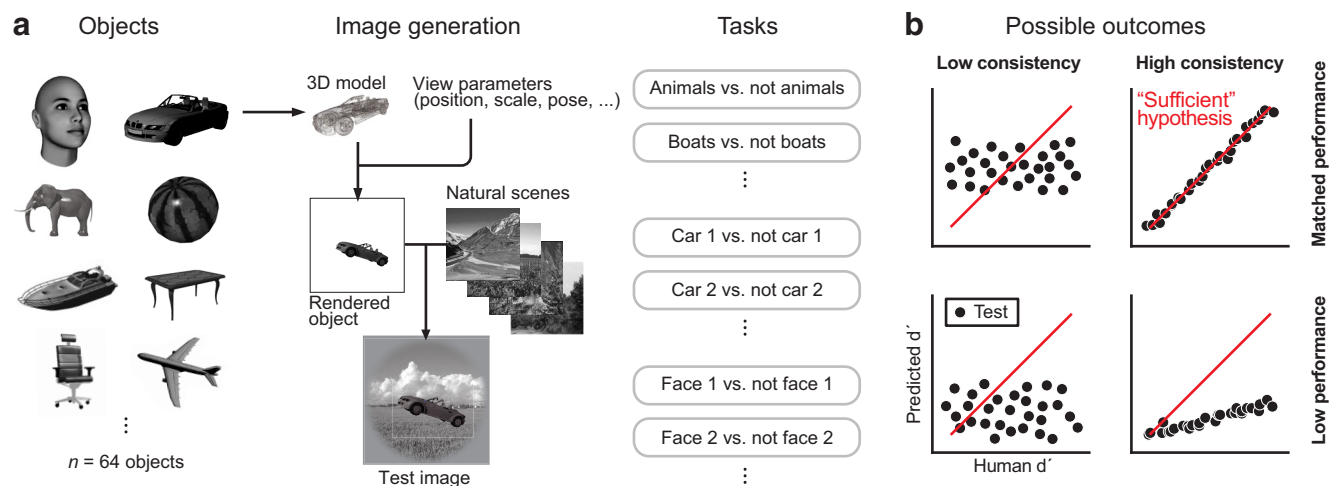 a
Objects
Image generation
Tasks
3D model
View parameters
(position, scale, pose, ...)
Natural scenes
Rendered
object
Test image
⋮
n = 64 objects
Animals vs. not animals
Boats vs. not boats
⋮
Car 1 vs. not car 1
Car 2 vs. not car 2
⋮
Face 1 vs. not face 1
Face 2 vs. not face 2
⋮
b
Possible outcomes
Low consistency
High consistency
“Sufficient”
hypothesis
Matched performance
Test
Predicted d´
Human d´
Low performance